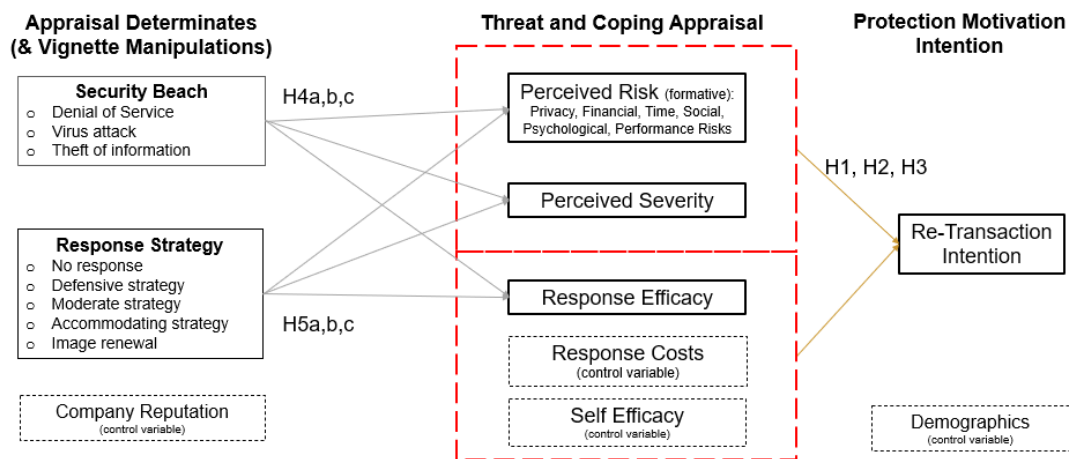 Appraisal Determinates
(& Vignette Manipulations)
Threat and Coping Appraisal
Protection Motivation
Intention
Security Beach
o Denial of Service
o Virus attack
o Theft of information
H4a,b,c
Perceived Risk (formative):
Privacy, Financial, Time, Social,
Psychological, Performance Risks
H1, H2, H3
Perceived Severity
Response Strategy
o No response
o Defensive strategy
o Moderate strategy
o Accommodating strategy
o Image renewal
H5a,b,c
Re-Transaction
Intention
Response Efficacy
Response Costs
(control variable)
Company Reputation
(control variable)
Self Efficacy
(control variable)
Demographics
(control variable)